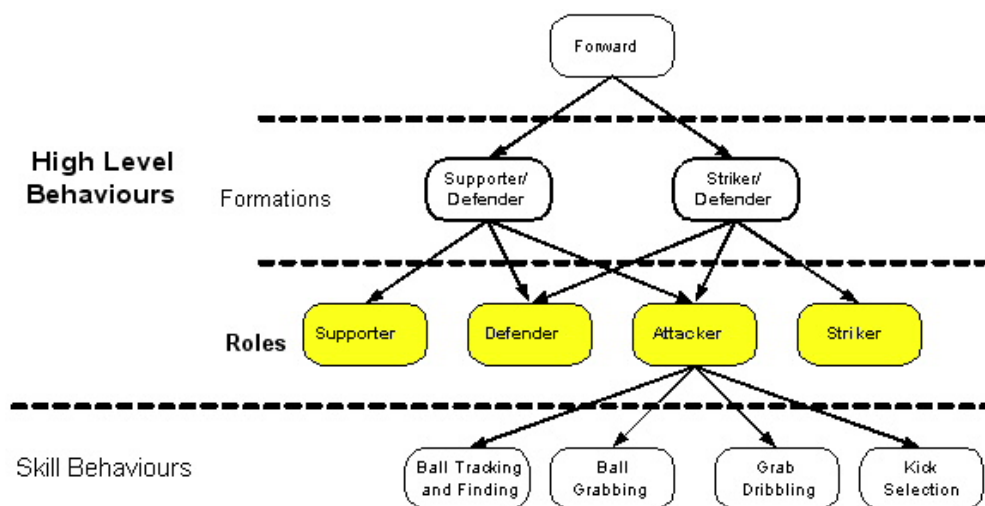 Forward
High Level
Behaviours
Formations
Supporter/
Defender
Striker/
Defender
Roles
Supporter
Defender
Attacker
Striker
Skill Behaviours
Ball Tracking
and Finding
Ball
Grabbing
Grab
Dribbling
Kick
Selection